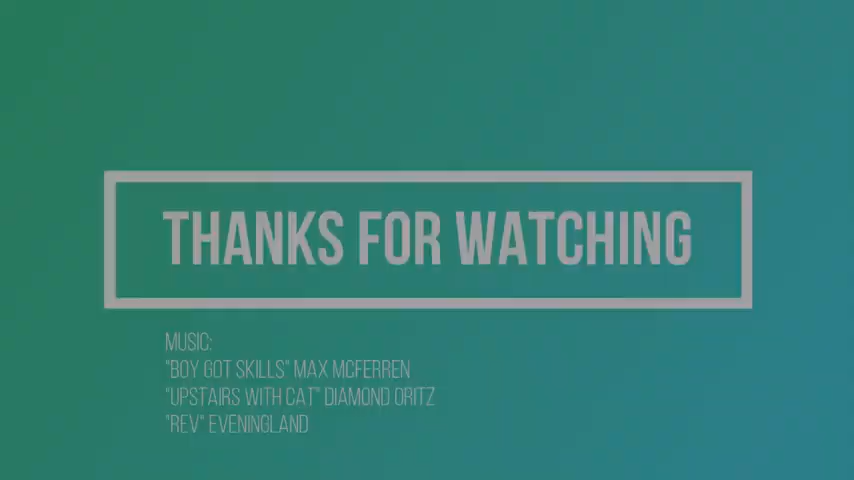 THANKS FOR WATCHING
MUSIC:
"BOY GOT SKILLS" MAX MCFERREN
"UPSTAIRS WITH CAT" DIAMOND ORITZ
"REV" EVENINGLAND